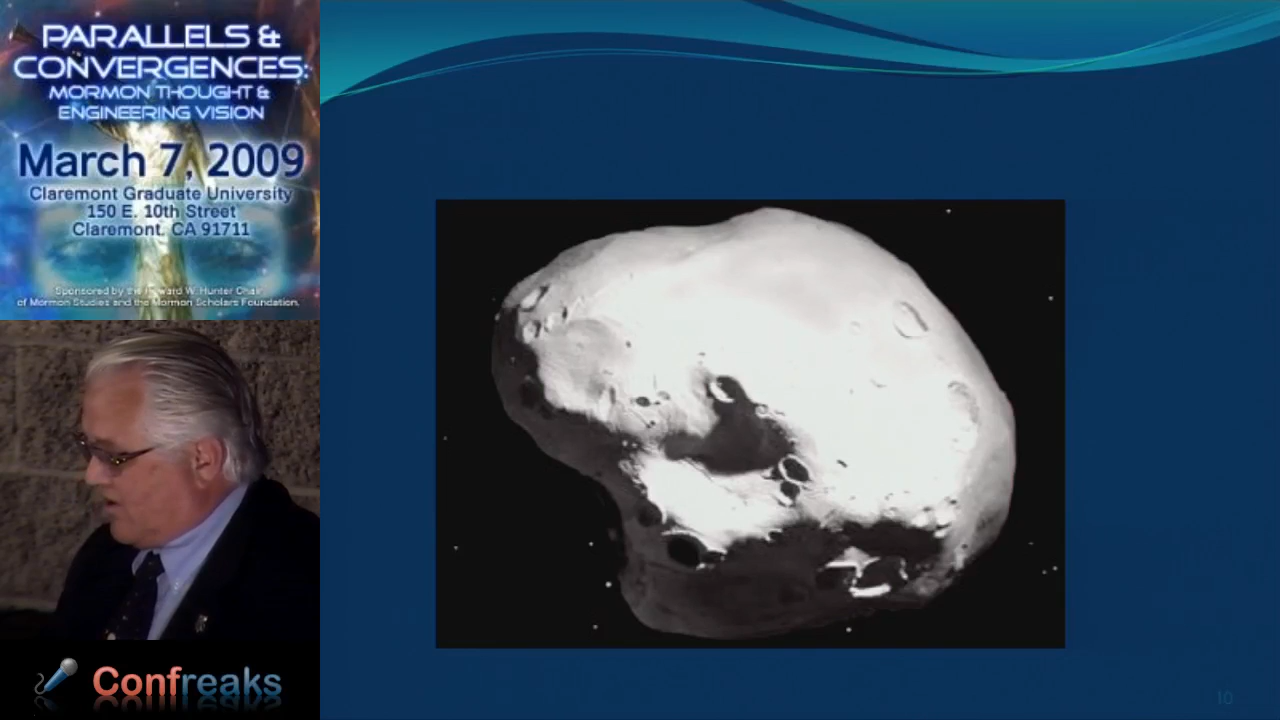 PARALLELS &
CONVERGENCES:
MORMON THOUGHT &
ENGINEERING VISION
March 7, 2009
Claremont Graduate University
150 E. 10th Street
Claremont, CA 91711
Sponsored by the Howard W. Hunter Chair
of Mormon Studies and the Mormon Scholars Foundation.
Confreaks
10